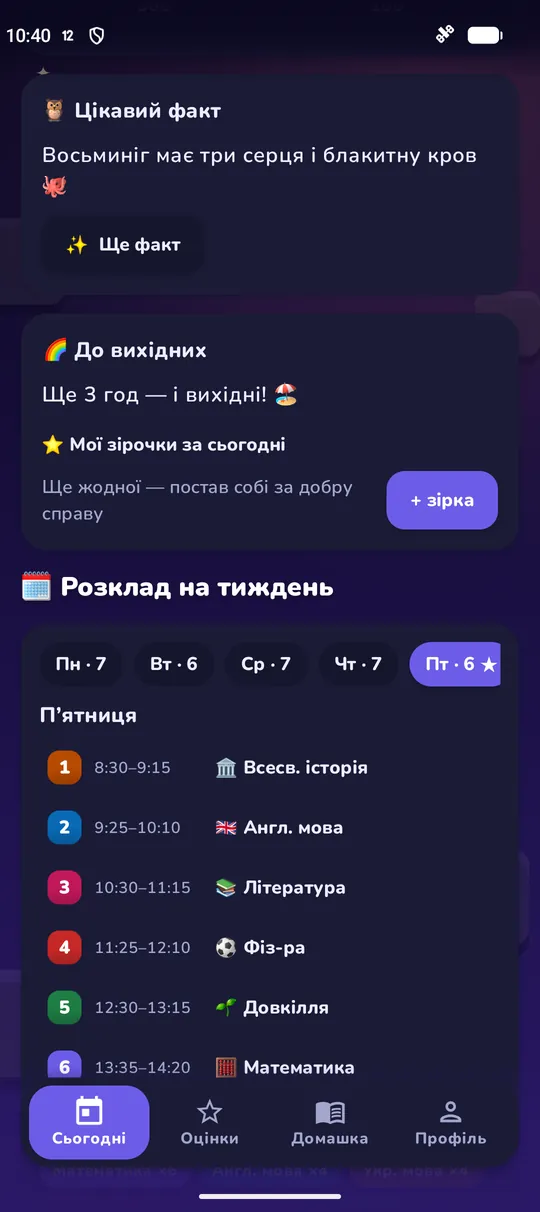 10:40 12
🦉 Цікавий факт
Восьминіг має три серця і блакитну кров
🐙
✨ Ще факт
🌈 До вихідних
Ще 3 год — і вихідні! 🏖️
⭐ Мої зірочки за сьогодні
Ще жодної — постав собі за добру
справу
+ зірка
🗓️ Розклад на тиждень
Пн · 7 Вт · 6 Ср · 7 Чт · 7 Пт · 6 ★
П’ятниця
1 8:30–9:15 🏛️ Всесв. історія
2 9:25–10:10 🇬🇧 Англ. мова
3 10:30–11:15 📚 Література
4 11:25–12:10 ⚽ Фіз-ра
5 12:30–13:15 🌱 Довкілля
6 13:35–14:20 🧮 Математика
Сьогодні Оцінки Домашка Профіль